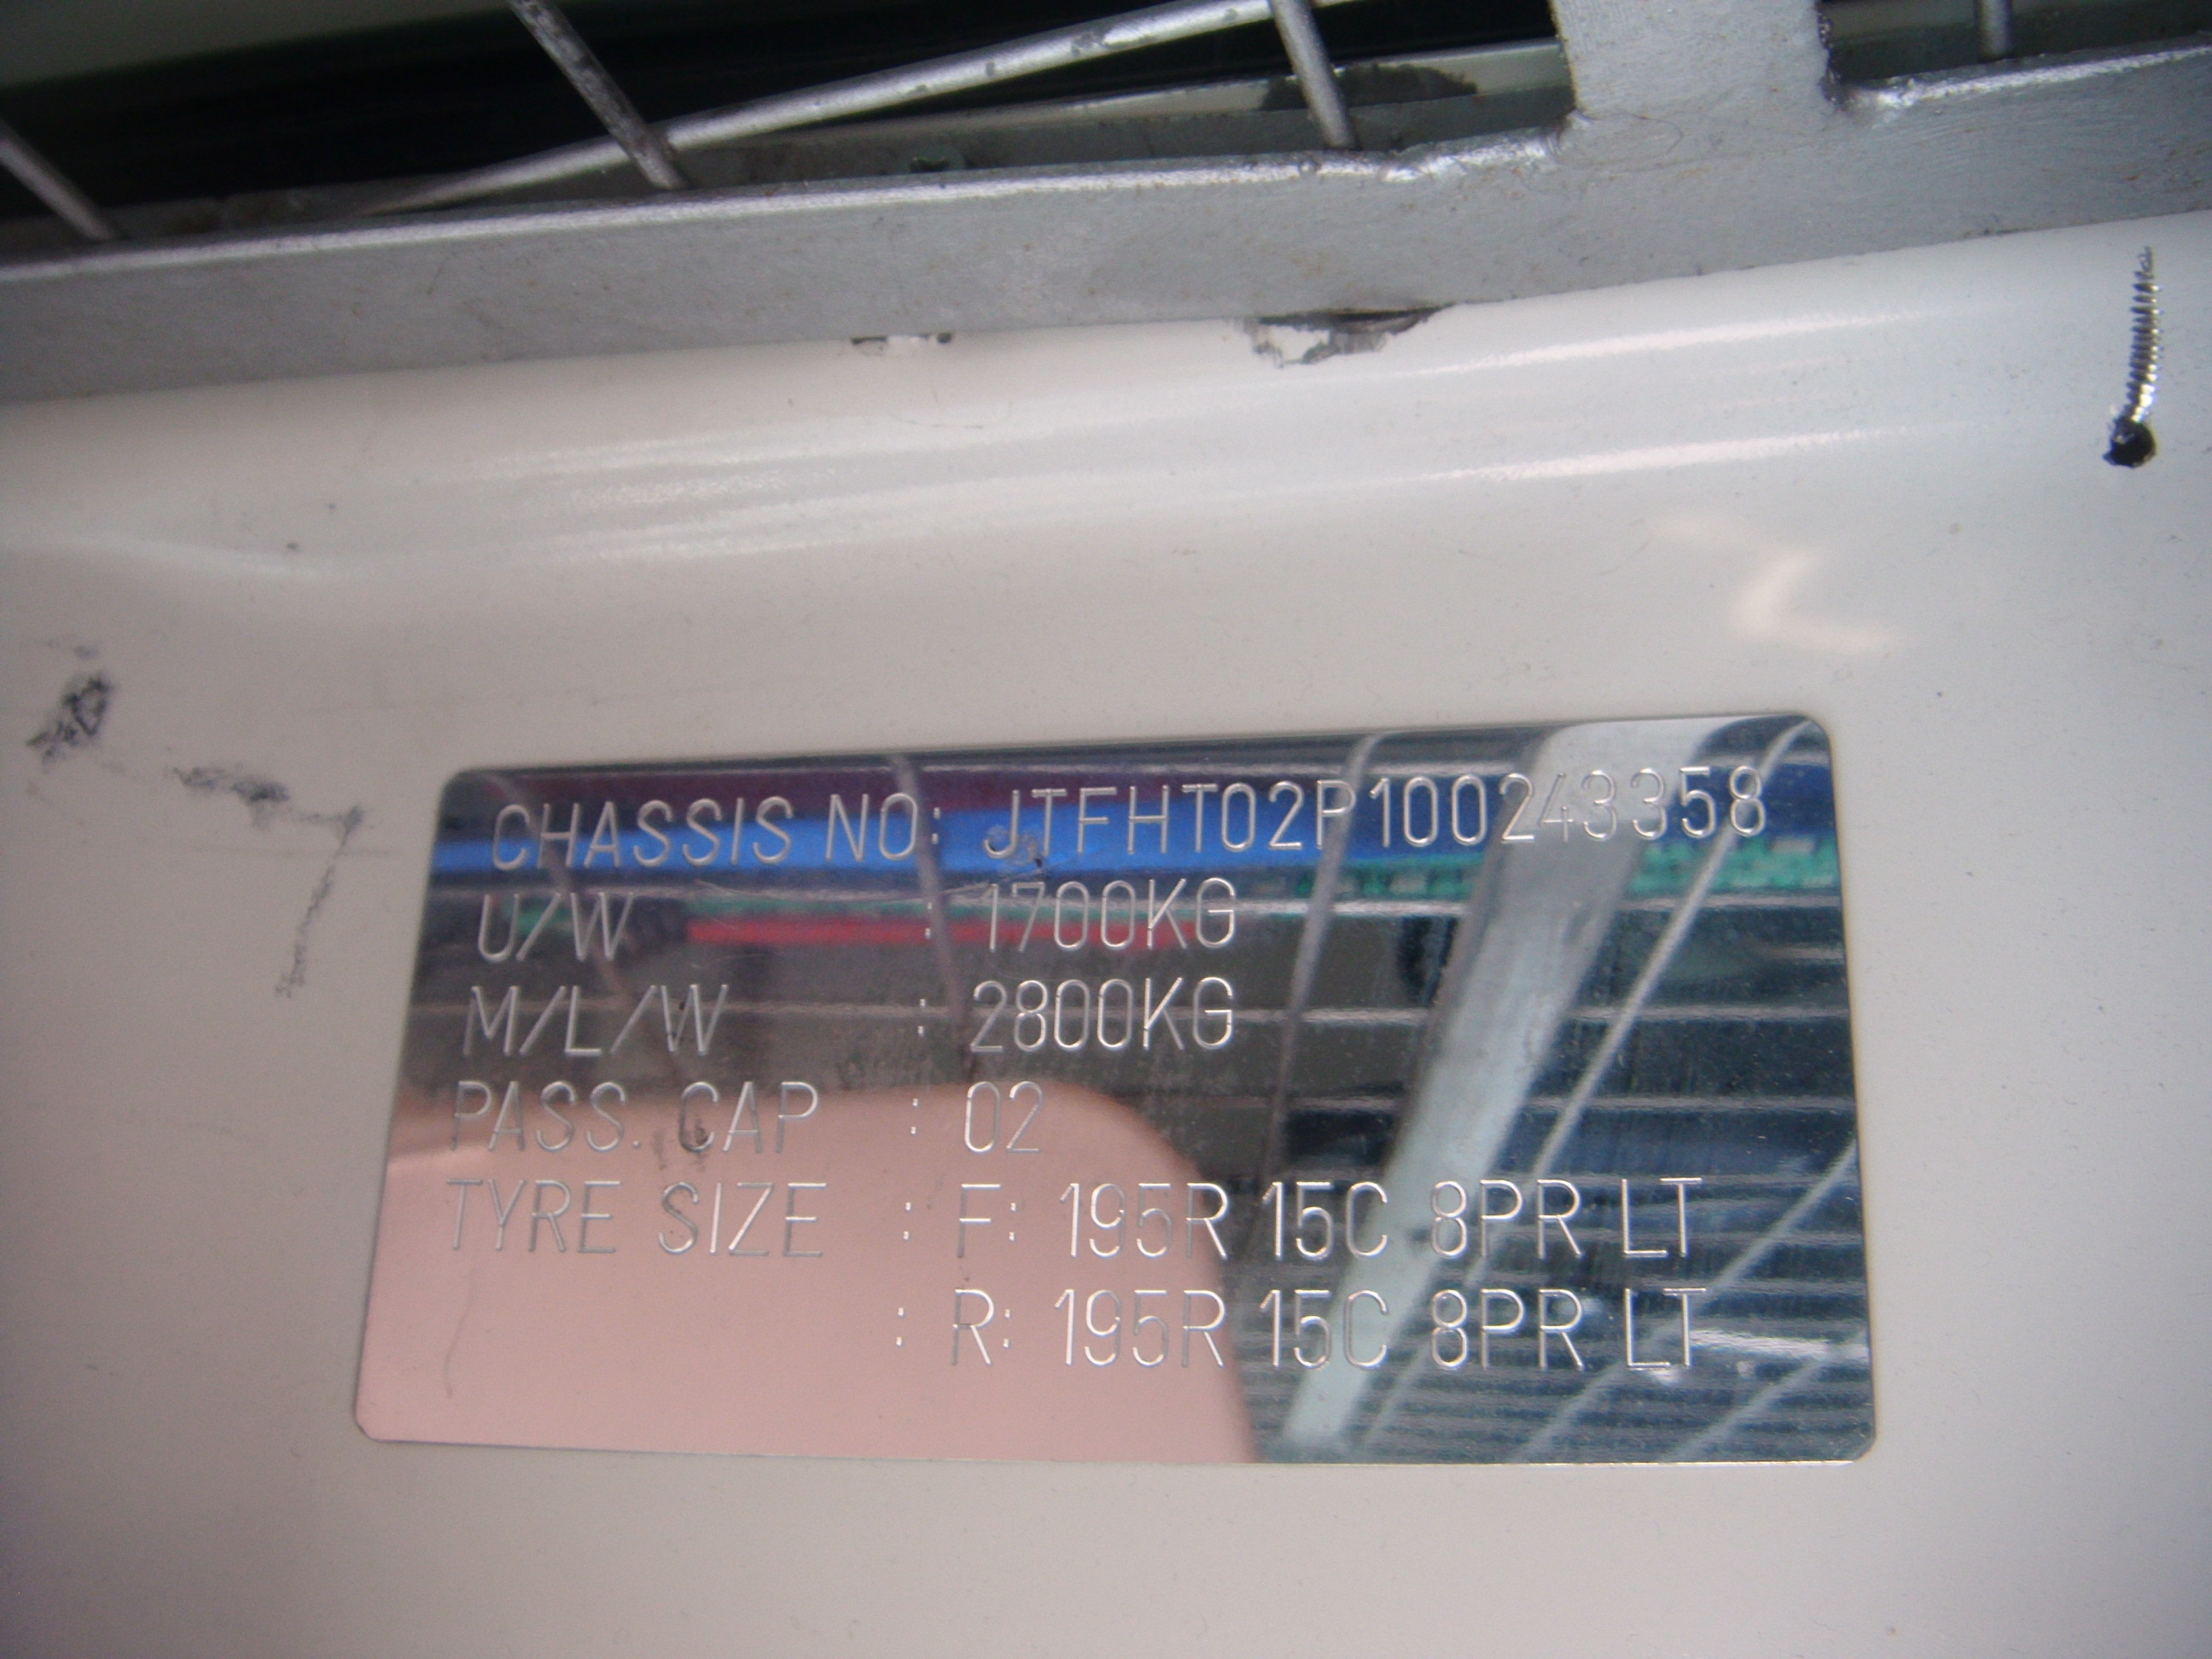 CHASSIS NO: JTFHT02P100243358
U/W : 1700KG
M/L/W : 2800KG
PASS. CAP : 02
TYRE SIZE : F: 195R 15C 8PR LT
: R: 195R 15C 8PR LT